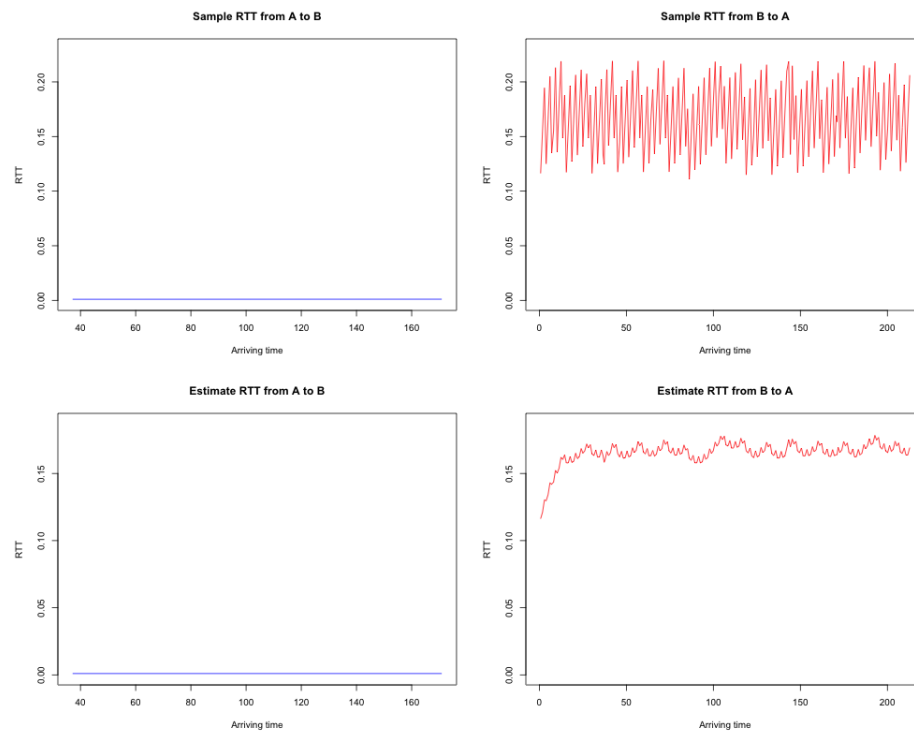 Sample RTT from A to B
RTT
0.00 0.05 0.10 0.15 0.20
40 60 80 100 120 140 160
Arriving time
Sample RTT from B to A
RTT
0.00 0.05 0.10 0.15 0.20
0 50 100 150 200
Arriving time
Estimate RTT from A to B
RTT
0.00 0.05 0.10 0.15
40 60 80 100 120 140 160
Arriving time
Estimate RTT from B to A
RTT
0.00 0.05 0.10 0.15
0 50 100 150 200
Arriving time